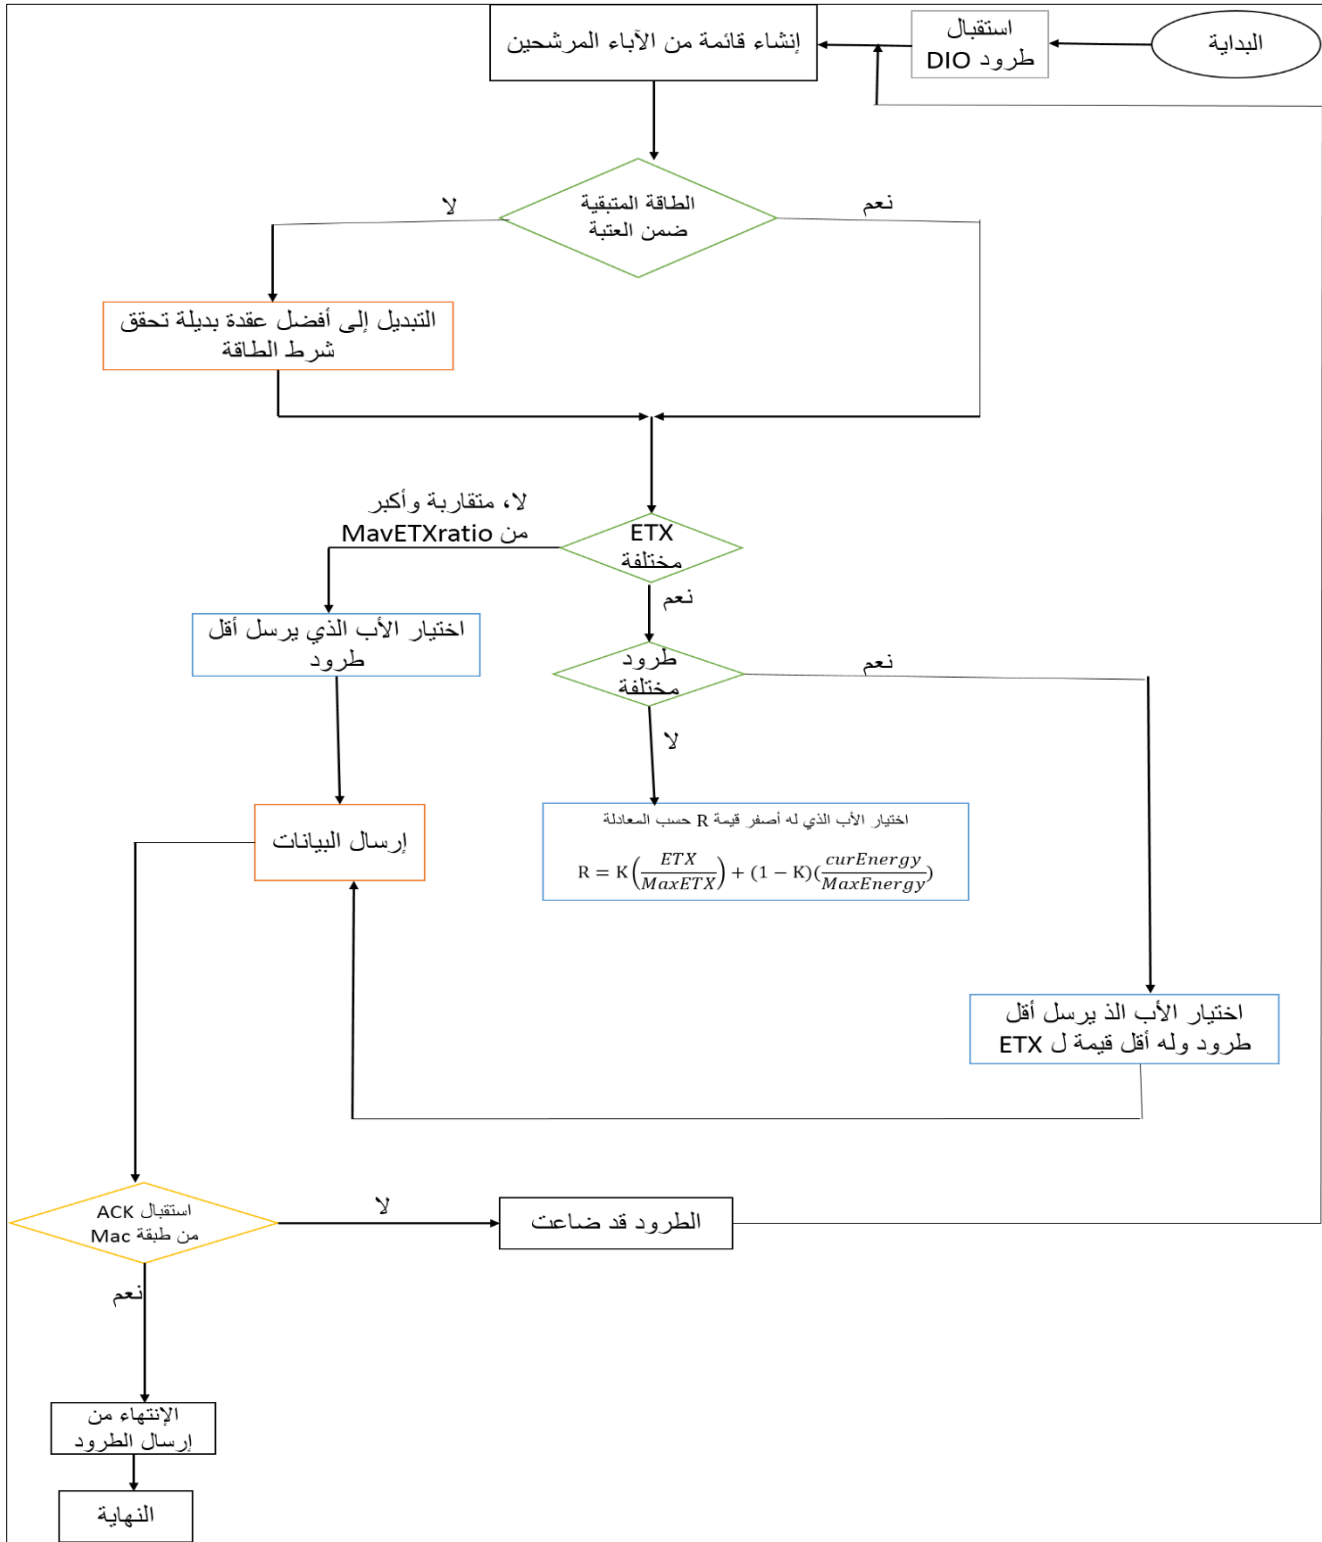 البداية
استقبال
طرود DIO
إنشاء قائمة من الآباء المرشحين
الطاقة المتبقية
ضمن العتبة
نعم
لا
التبديل إلى أفضل عقدة بديلة تحقق
شرط الطاقة
ETX
مختلفة
لا، متقاربة وأكبر
من MavETXratio
نعم
اختيار الأب الذي يرسل أقل
طرود
طرود
مختلفة
نعم
لا
اختيار الأب الذي له أصفر قيمة R حسب المعادلة
R = K(ETX/MaxETX) + (1 − K)(curEnergy/MaxEnergy)
إرسال البيانات
اختيار الأب الذ يرسل أقل
طرود وله أقل قيمة ل ETX
استقبال ACK
من طبقة Mac
لا
الطرود قد ضاعت
نعم
الإنتهاء من
إرسال الطرود
النهاية